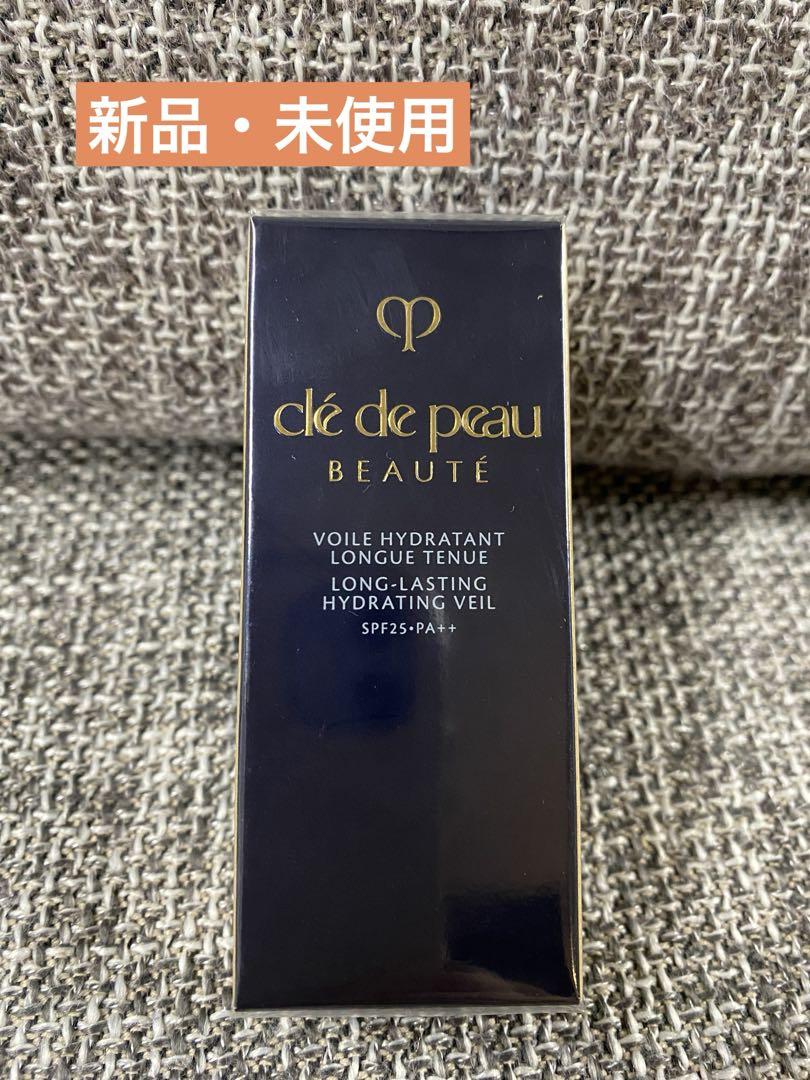 新品・未使用
clé de peau
BEAUTÉ
VOILE HYDRATANT
LONGUE TENUE
LONG-LASTING
HYDRATING VEIL
SPF25•PA++